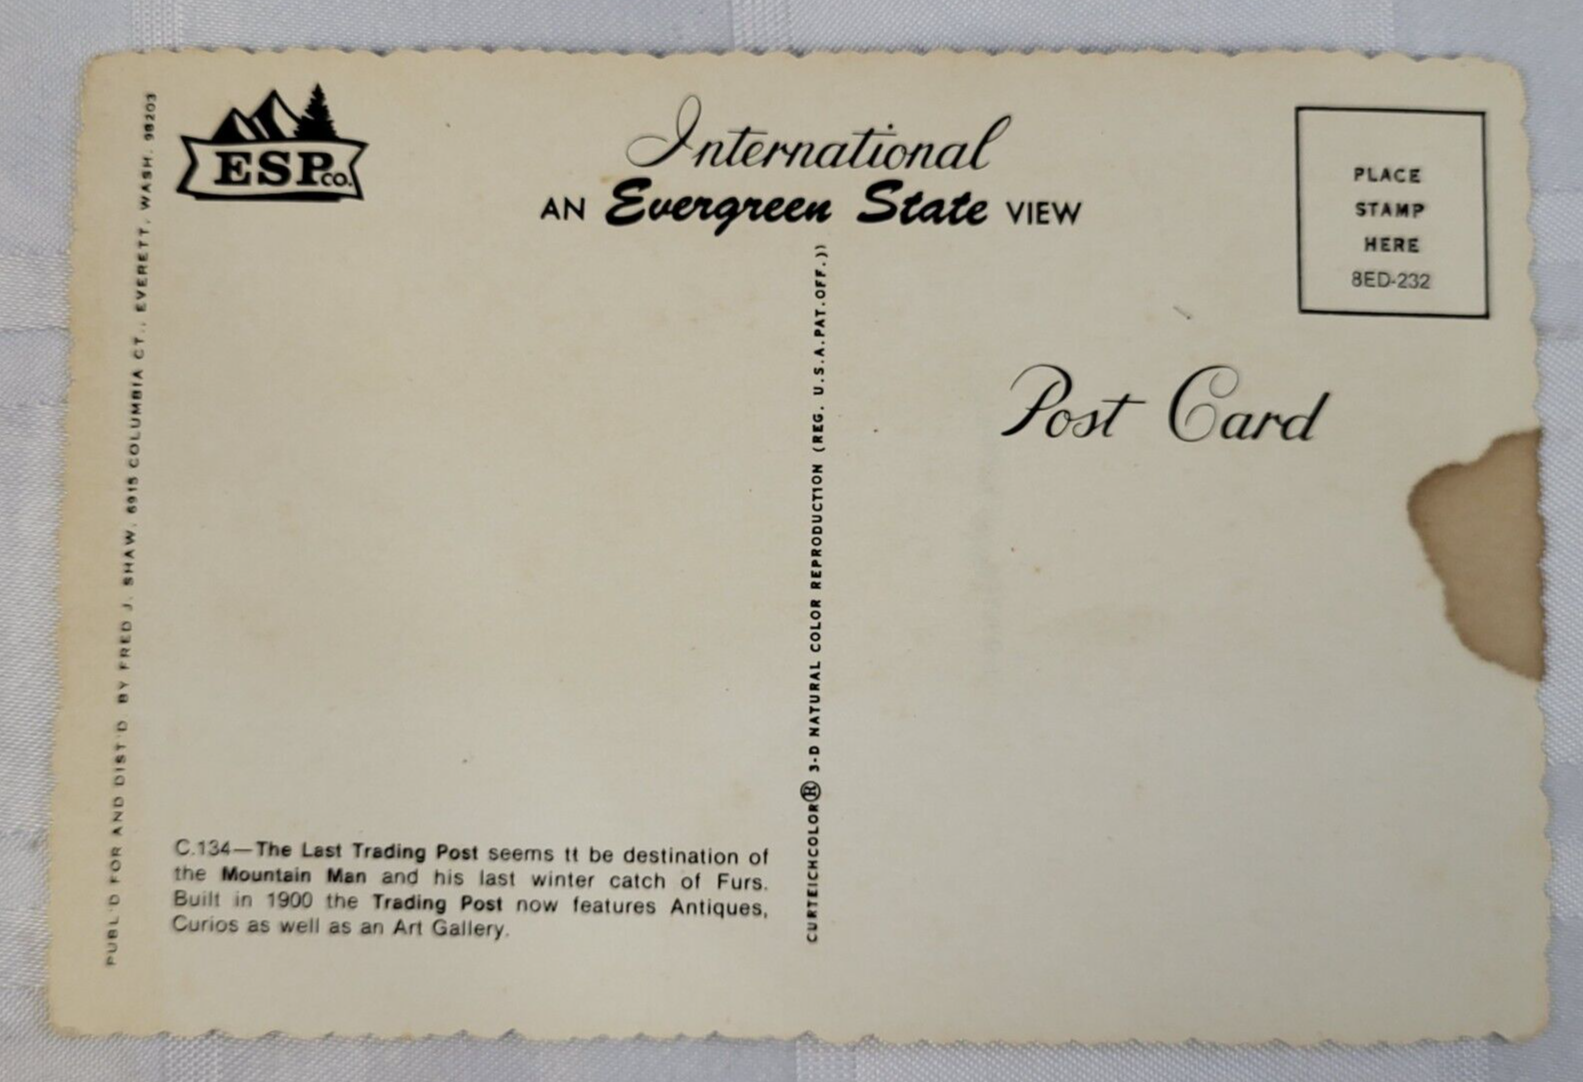 ESP CO.
International
AN Evergreen State VIEW
PLACE
STAMP
HERE
8ED-232
Post Card
PUBL'D FOR AND DIST'D BY FRED J. SHAW, 6915 COLUMBIA CT., EVERETT, WASH. 98203
CURTEICHCOLOR® 3-D NATURAL COLOR REPRODUCTION (REG. U.S.A. PAT. OFF.))
C.134—The Last Trading Post seems tt be destination of
the Mountain Man and his last winter catch of Furs.
Built in 1900 the Trading Post now features Antiques,
Curios as well as an Art Gallery.